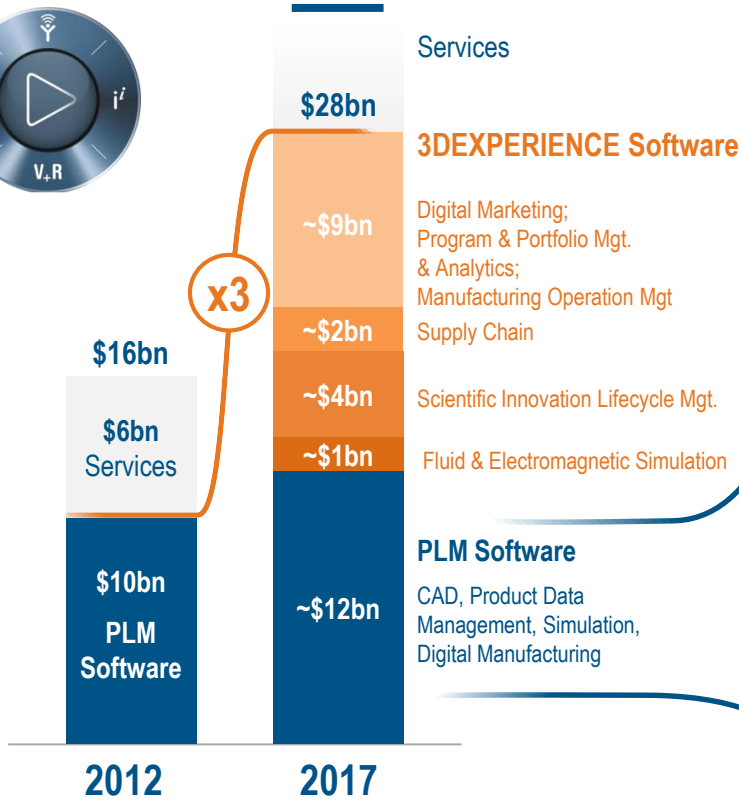 i i
V+R
Services
$28bn
3DEXPERIENCE Software
~$9bn
Digital Marketing;
Program & Portfolio Mgt.
& Analytics;
Manufacturing Operation Mgt
x3
~$2bn
Supply Chain
$16bn
~$4bn
Scientific Innovation Lifecycle Mgt.
$6bn
Services
~$1bn
Fluid & Electromagnetic Simulation
PLM Software
$10bn
PLM
Software
~$12bn
CAD, Product Data
Management, Simulation,
Digital Manufacturing
2012
2017